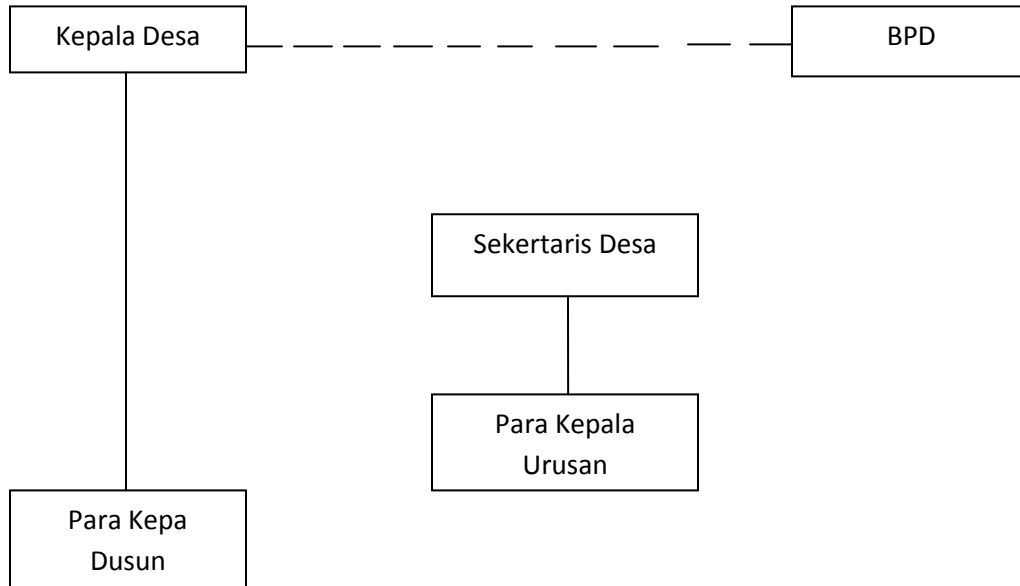 Kepala Desa
BPD
Sekertaris Desa
Para Kepala
Urusan
Para Kepa
Dusun